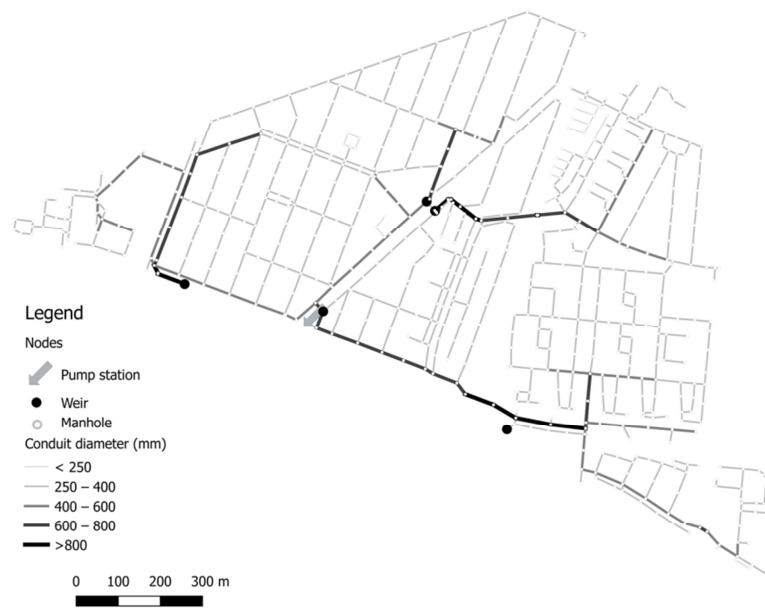 Legend
Nodes
Pump station
Weir
Manhole
Conduit diameter (mm)
< 250
250 – 400
400 – 600
600 – 800
>800
0 100 200 300 m